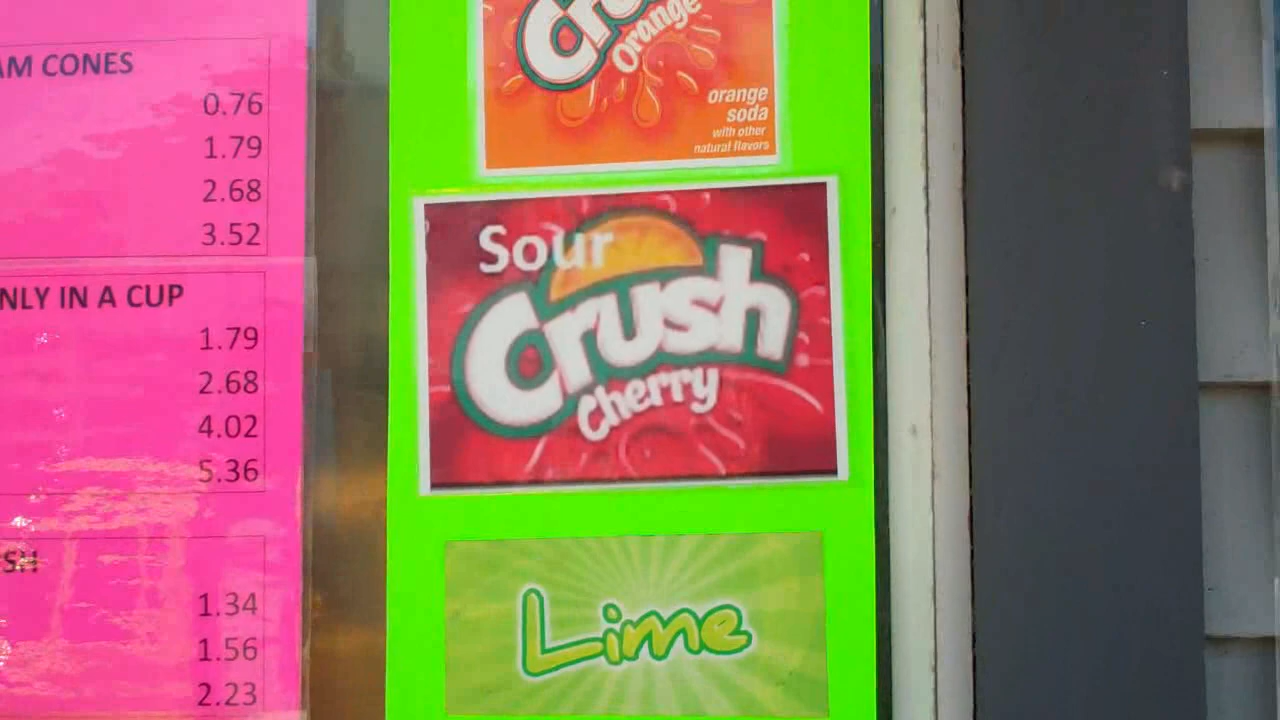 AM CONES
0.76
1.79
2.68
3.52
NLY IN A CUP
1.79
2.68
4.02
5.36
SH
1.34
1.56
2.23
Crush
Orange
orange
soda
with other
natural flavors
Sour
Crush
Cherry
Lime